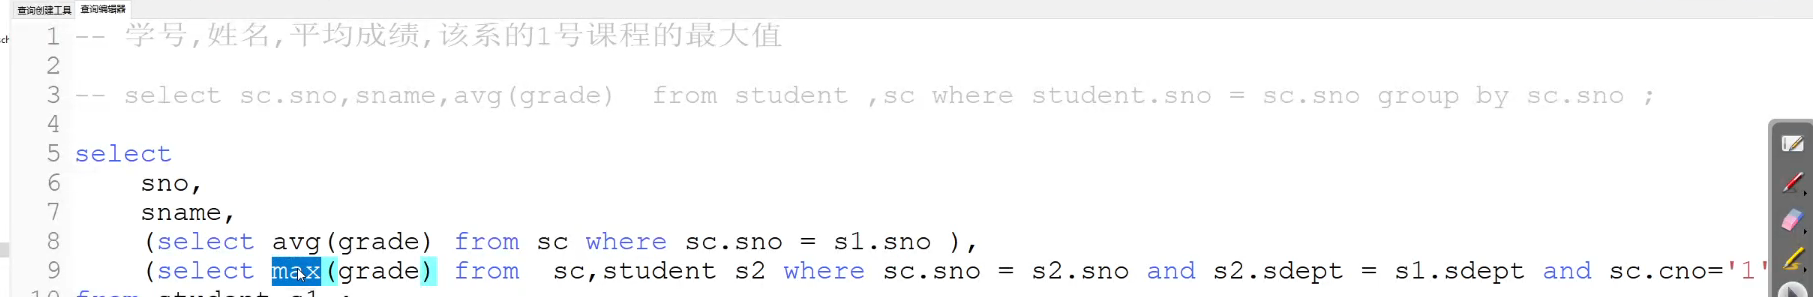 查询创建工具 查询编辑器
1 -- 学号,姓名,平均成绩,该系的1号课程的最大值
2
3 -- select sc.sno,sname,avg(grade)  from student ,sc where student.sno = sc.sno group by sc.sno ;
4
5 select
6 sno,
7 sname,
8 (select avg(grade) from sc where sc.sno = s1.sno ),
9 (select max(grade) from  sc,student s2 where sc.sno = s2.sno and s2.sdept = s1.sdept and sc.cno='1'
10 from student s1 ;